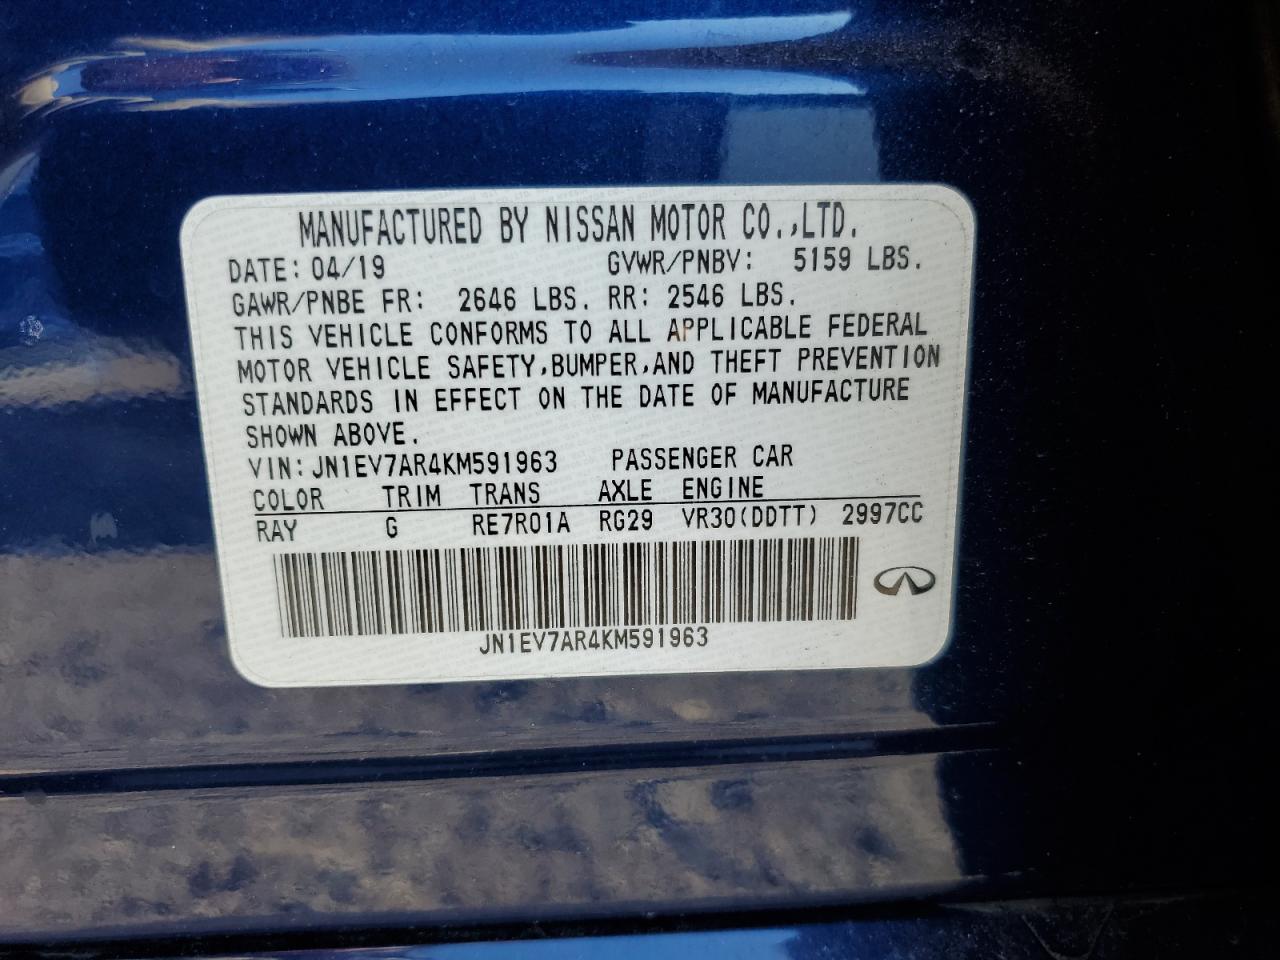 MANUFACTURED BY NISSAN MOTOR CO.,LTD.
DATE: 04/19 GVWR/PNBV: 5159 LBS.
GAWR/PNBE FR: 2646 LBS. RR: 2546 LBS.
THIS VEHICLE CONFORMS TO ALL APPLICABLE FEDERAL
MOTOR VEHICLE SAFETY,BUMPER,AND THEFT PREVENTION
STANDARDS IN EFFECT ON THE DATE OF MANUFACTURE
SHOWN ABOVE.
VIN: JN1EV7AR4KM591963 PASSENGER CAR
COLOR TRIM TRANS AXLE ENGINE
RAY G RE7R01A RG29 VR30(DDTT) 2997CC
JN1EV7AR4KM591963